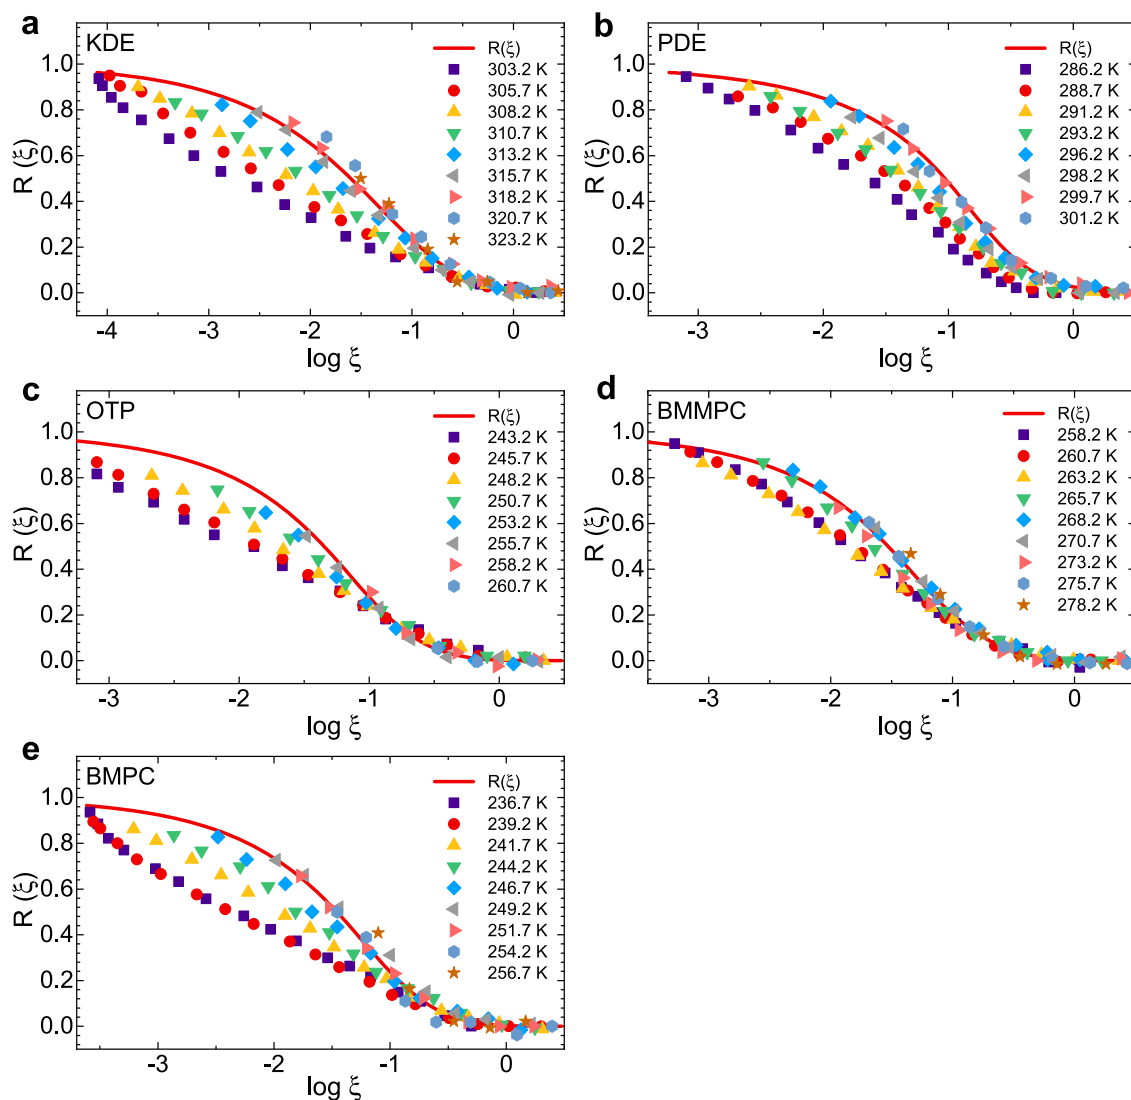 a
KDE
R(ξ)
303.2 K
305.7 K
308.2 K
310.7 K
313.2 K
315.7 K
318.2 K
320.7 K
323.2 K
1.0
0.8
0.6
0.4
0.2
0.0
R (ξ)
-4 -3 -2 -1 0
log ξ
b
PDE
R(ξ)
286.2 K
288.7 K
291.2 K
293.2 K
296.2 K
298.2 K
299.7 K
301.2 K
1.0
0.8
0.6
0.4
0.2
0.0
R (ξ)
-3 -2 -1 0
log ξ
c
OTP
R(ξ)
243.2 K
245.7 K
248.2 K
250.7 K
253.2 K
255.7 K
258.2 K
260.7 K
1.0
0.8
0.6
0.4
0.2
0.0
R (ξ)
-3 -2 -1 0
log ξ
d
BMMPC
R(ξ)
258.2 K
260.7 K
263.2 K
265.7 K
268.2 K
270.7 K
273.2 K
275.7 K
278.2 K
1.0
0.8
0.6
0.4
0.2
0.0
R (ξ)
-3 -2 -1 0
log ξ
e
BMPC
R(ξ)
236.7 K
239.2 K
241.7 K
244.2 K
246.7 K
249.2 K
251.7 K
254.2 K
256.7 K
1.0
0.8
0.6
0.4
0.2
0.0
R (ξ)
-3 -2 -1 0
log ξ